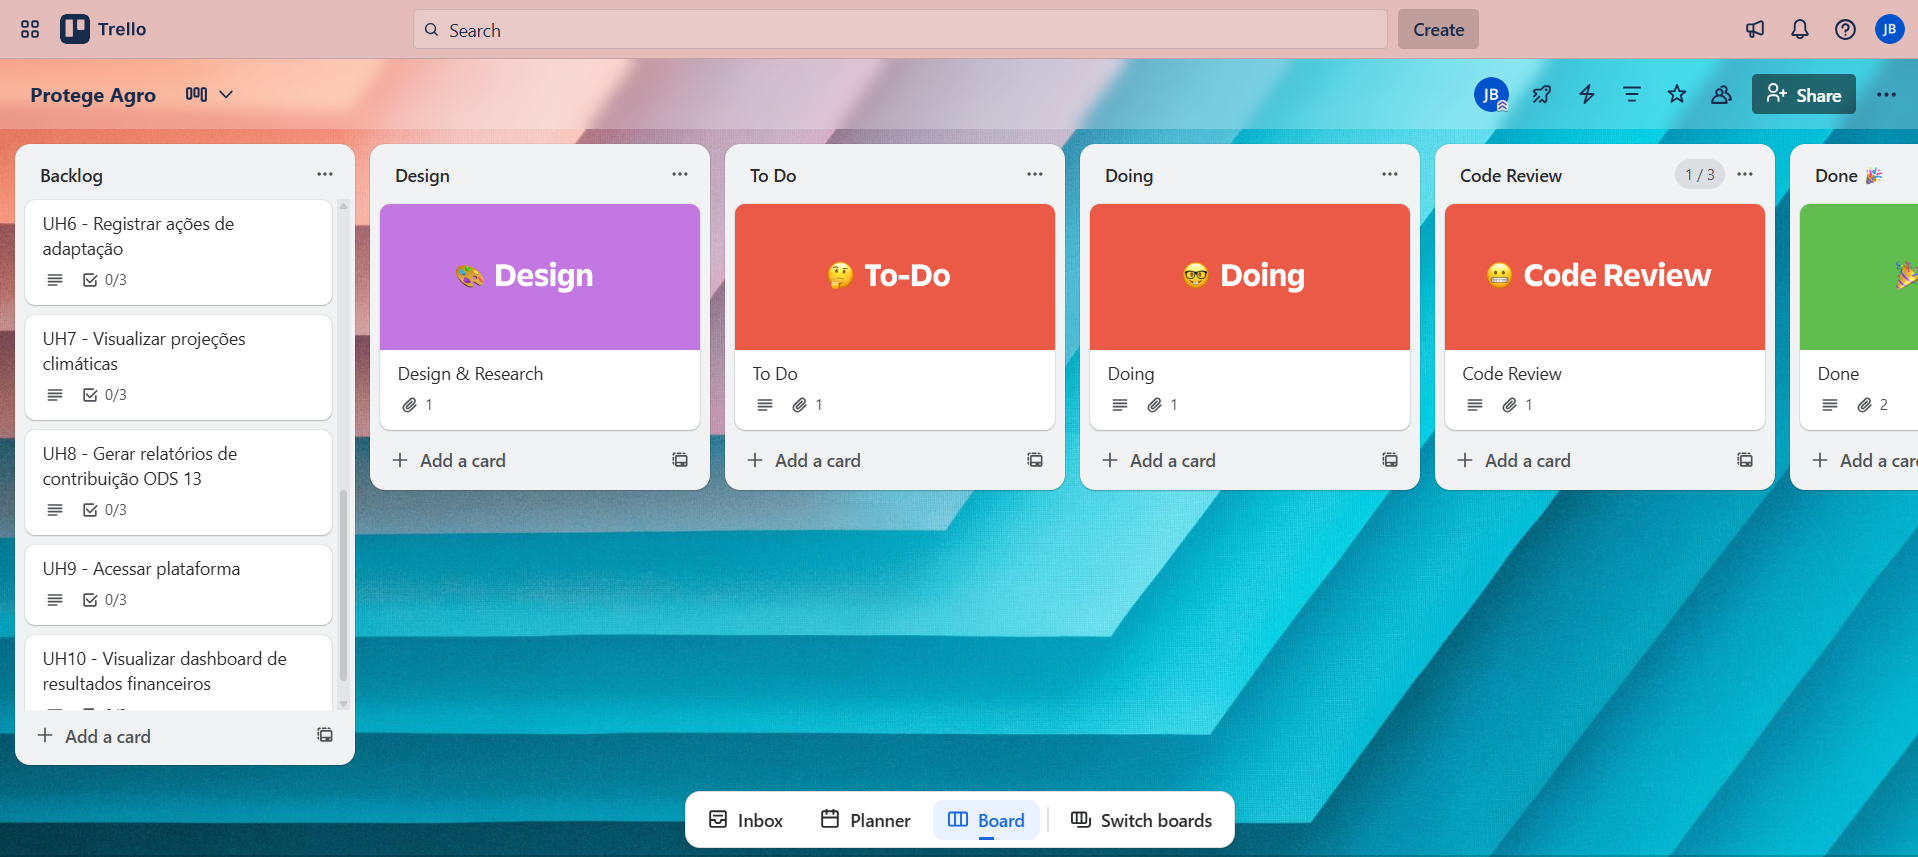 Trello
Search
Create
JB
Protege Agro
JB
Share
Backlog
UH6 - Registrar ações de
adaptação
0/3
UH7 - Visualizar projeções
climáticas
0/3
UH8 - Gerar relatórios de
contribuição ODS 13
0/3
UH9 - Acessar plataforma
0/3
UH10 - Visualizar dashboard de
resultados financeiros
Add a card
Design
Design
Design & Research
1
Add a card
To Do
To-Do
To Do
1
Add a card
Doing
Doing
Doing
1
Add a card
Code Review
1 / 3
Code Review
Code Review
1
Add a card
Done
Done
2
Add a card
Inbox
Planner
Board
Switch boards